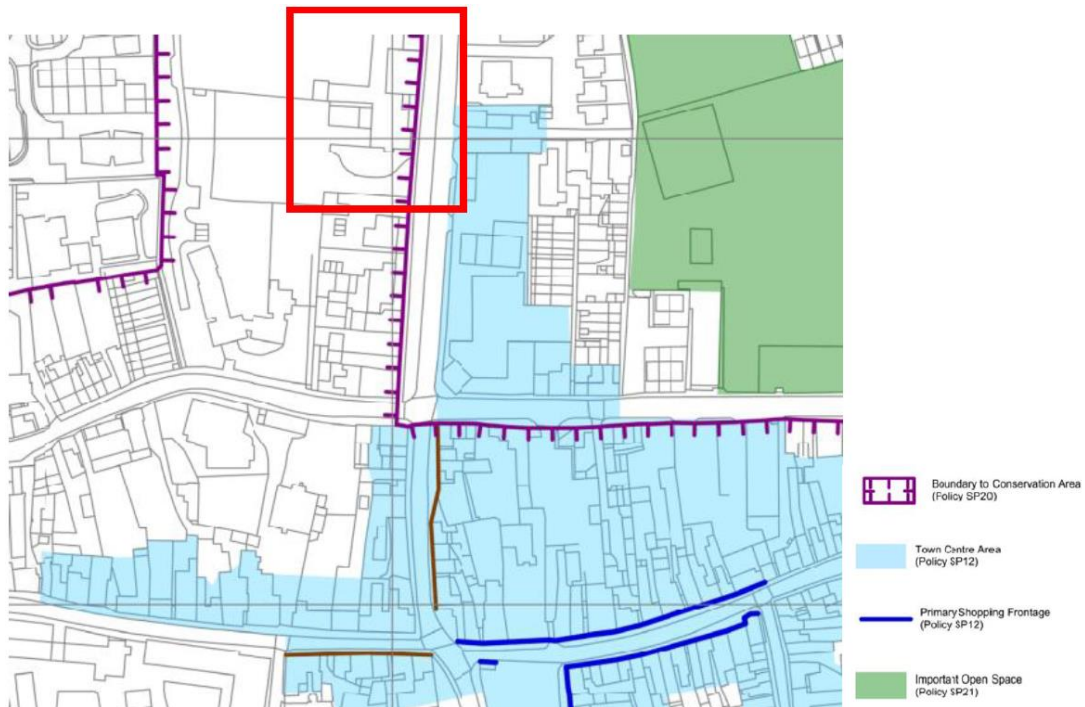 Boundary to Conservation Area
(Policy SP20)
Town Centre Area
(Policy SP12)
Primary Shopping Frontage
(Policy SP12)
Important Open Space
(Policy SP21)